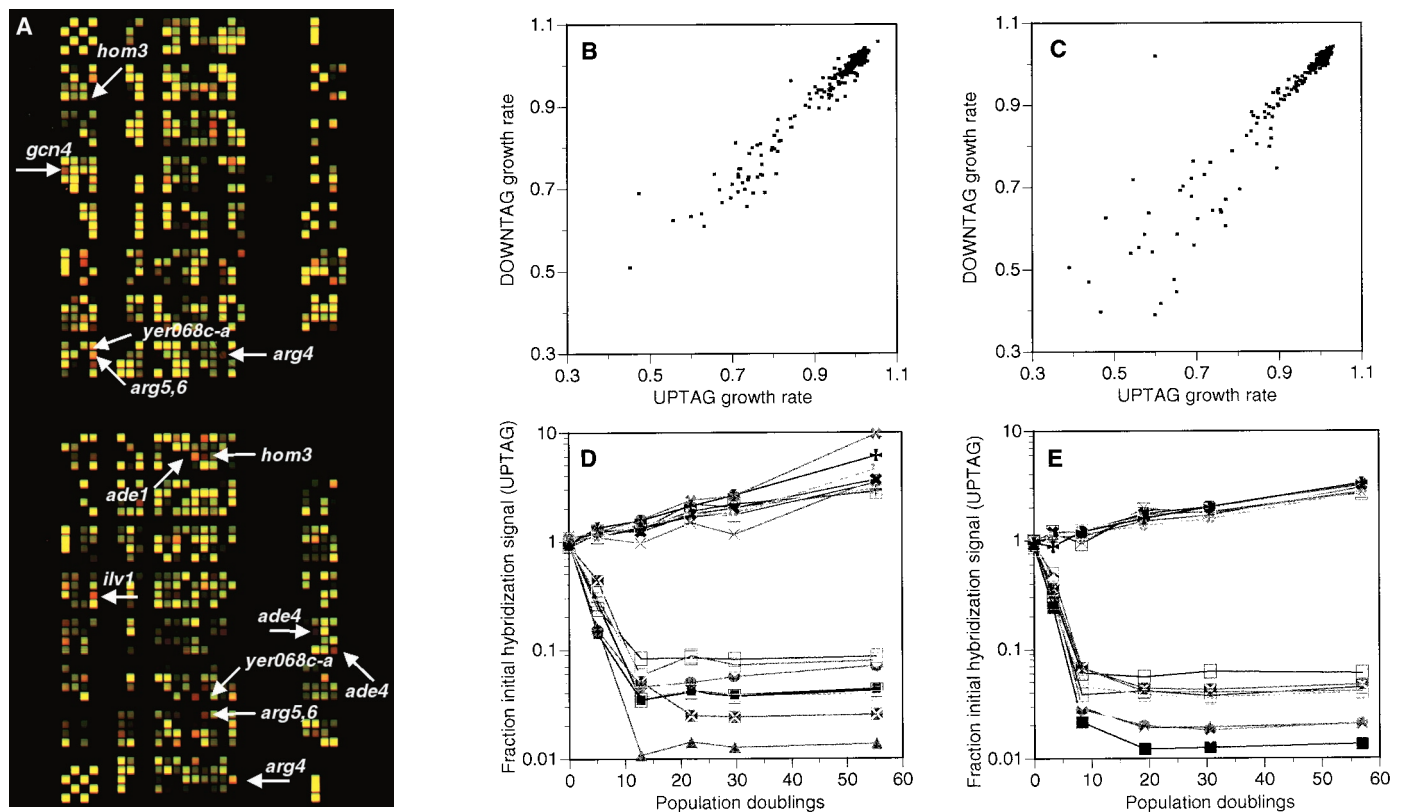 A
hom3
gcn4
yer068c-a
arg4
arg5,6
hom3
ade1
ilv1
ade4
yer068c-a
ade4
arg5,6
arg4
B
1.1
0.9
0.7
0.5
0.3
DOWNTAG growth rate
0.3 0.5 0.7 0.9 1.1
UPTAG growth rate
C
1.1
0.9
0.7
0.5
0.3
DOWNTAG growth rate
0.3 0.5 0.7 0.9 1.1
UPTAG growth rate
D
10
1
0.1
0.01
Fraction initial hybridization signal (UPTAG)
0 10 20 30 40 50 60
Population doublings
E
10
1
0.1
0.01
Fraction initial hybridization signal (UPTAG)
0 10 20 30 40 50 60
Population doublings